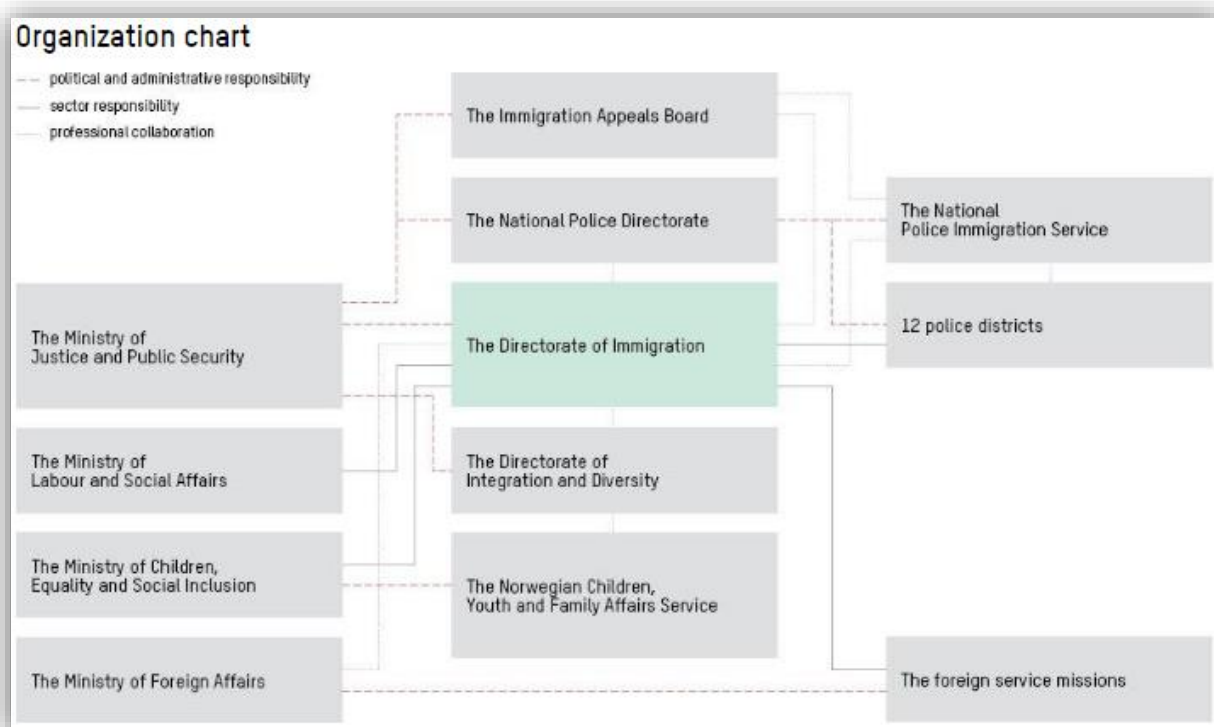 Organization chart
political and administrative responsibility
sector responsibility
professional collaboration
The Immigration Appeals Board
The National Police Directorate
The National
Police Immigration Service
The Ministry of
Justice and Public Security
The Directorate of Immigration
12 police districts
The Ministry of
Labour and Social Affairs
The Directorate of
Integration and Diversity
The Ministry of Children,
Equality and Social Inclusion
The Norwegian Children,
Youth and Family Affairs Service
The Ministry of Foreign Affairs
The foreign service missions